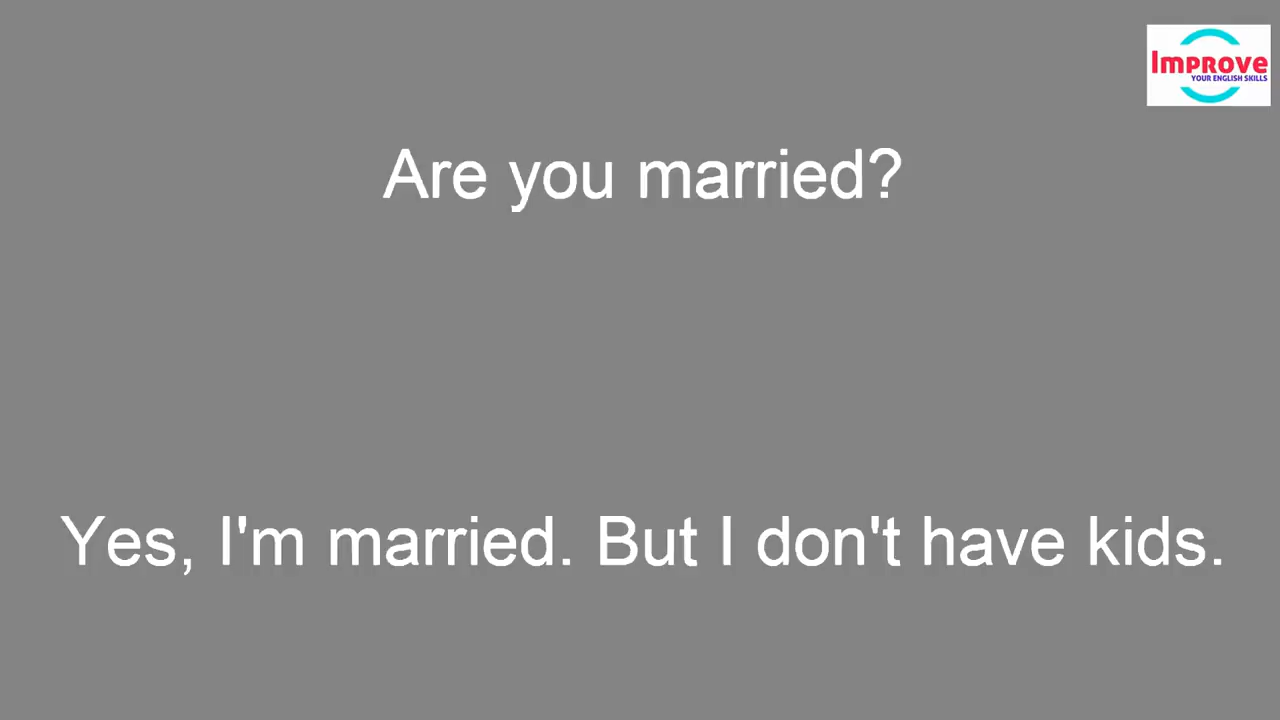 Improve
YOUR ENGLISH SKILLS
Are you married?
Yes, I'm married. But I don't have kids.